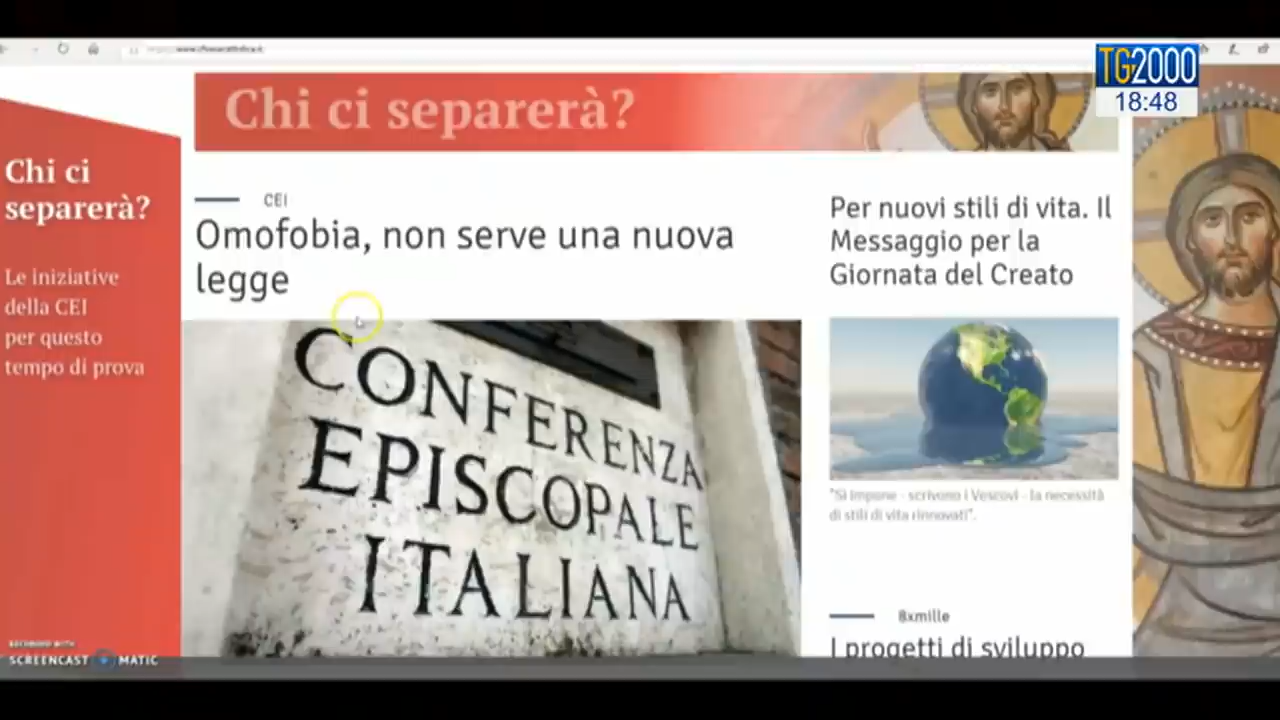 TG2000
18:48
Chi ci separerà?
Chi ci
separerà?
Le iniziative
della CEI
per questo
tempo di prova
CEI
Omofobia, non serve una nuova
legge
CONFERENZA
EPISCOPALE
ITALIANA
Per nuovi stili di vita. Il
Messaggio per la
Giornata del Creato
"Si impone - scrivono i Vescovi - la necessità
di stili di vita rinnovati".
8xmille
I progetti di sviluppo
RECORDED WITH
SCREENCAST MATIC